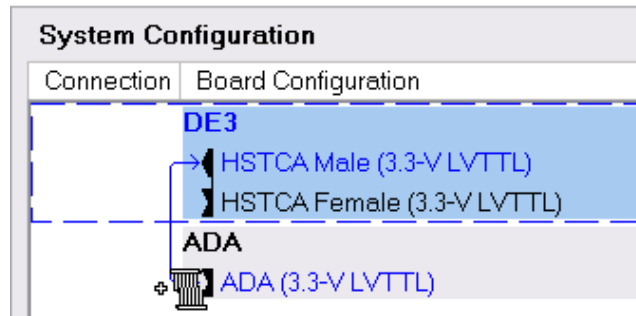 System Configuration
Connection Board Configuration
DE3
HSTCA Male (3.3-V LVTTL)
HSTCA Female (3.3-V LVTTL)
ADA
ADA (3.3-V LVTTL)